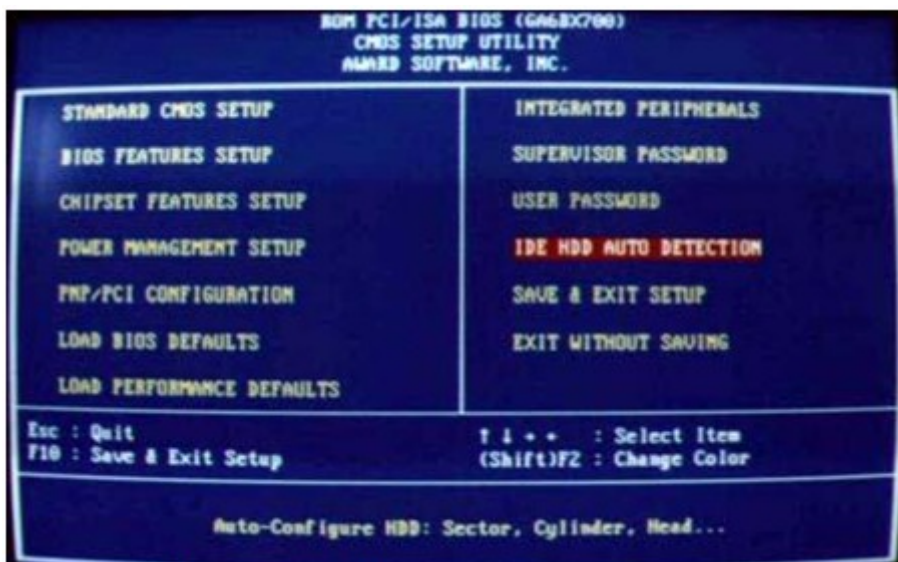 ROM PCI/ISA BIOS (GA6BX700)
CMOS SETUP UTILITY
AWARD SOFTWARE, INC.
STANDARD CMOS SETUP
BIOS FEATURES SETUP
CHIPSET FEATURES SETUP
POWER MANAGEMENT SETUP
PNP/PCI CONFIGURATION
LOAD BIOS DEFAULTS
LOAD PERFORMANCE DEFAULTS
INTEGRATED PERIPHERALS
SUPERVISOR PASSWORD
USER PASSWORD
IDE HDD AUTO DETECTION
SAVE & EXIT SETUP
EXIT WITHOUT SAVING
Esc : Quit
F10 : Save & Exit Setup
↑ ↓ → ← : Select Item
(Shift)F2 : Change Color
Auto-Configure HDD: Sector, Cylinder, Head...